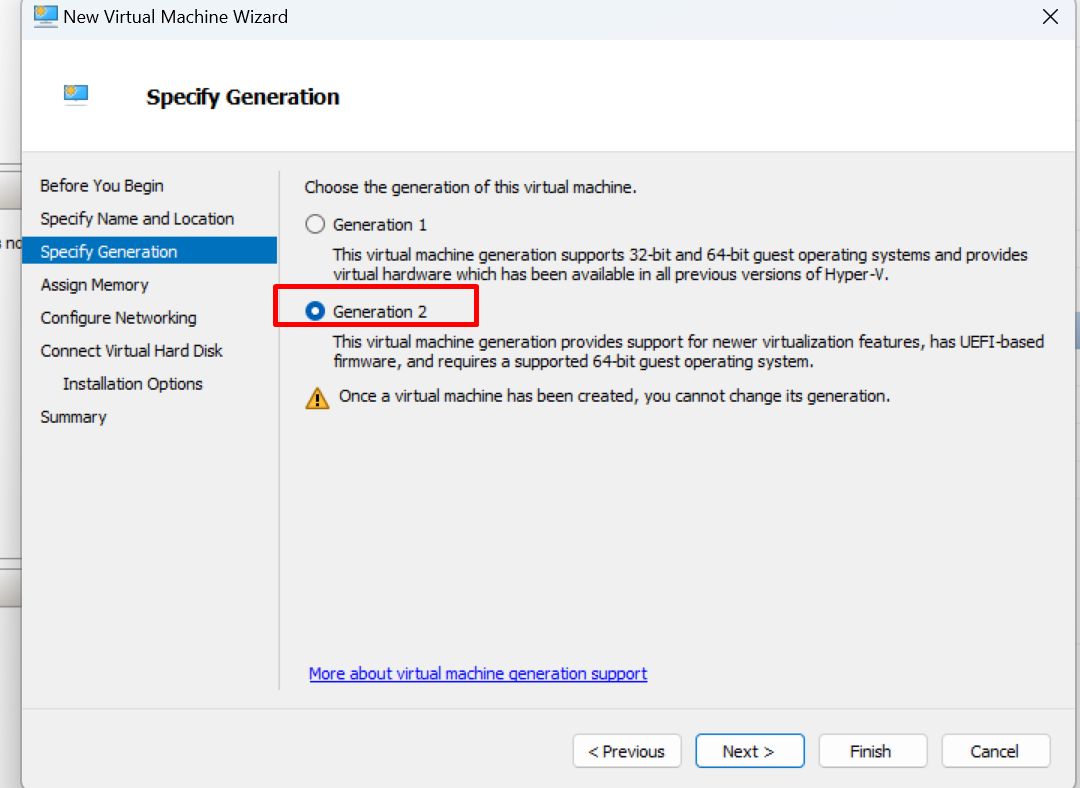 New Virtual Machine Wizard
Specify Generation
Before You Begin
Specify Name and Location
Specify Generation
Assign Memory
Configure Networking
Connect Virtual Hard Disk
Installation Options
Summary
Choose the generation of this virtual machine.
Generation 1
This virtual machine generation supports 32-bit and 64-bit guest operating systems and provides
virtual hardware which has been available in all previous versions of Hyper-V.
Generation 2
This virtual machine generation provides support for newer virtualization features, has UEFI-based
firmware, and requires a supported 64-bit guest operating system.
Once a virtual machine has been created, you cannot change its generation.
More about virtual machine generation support
< Previous
Next >
Finish
Cancel